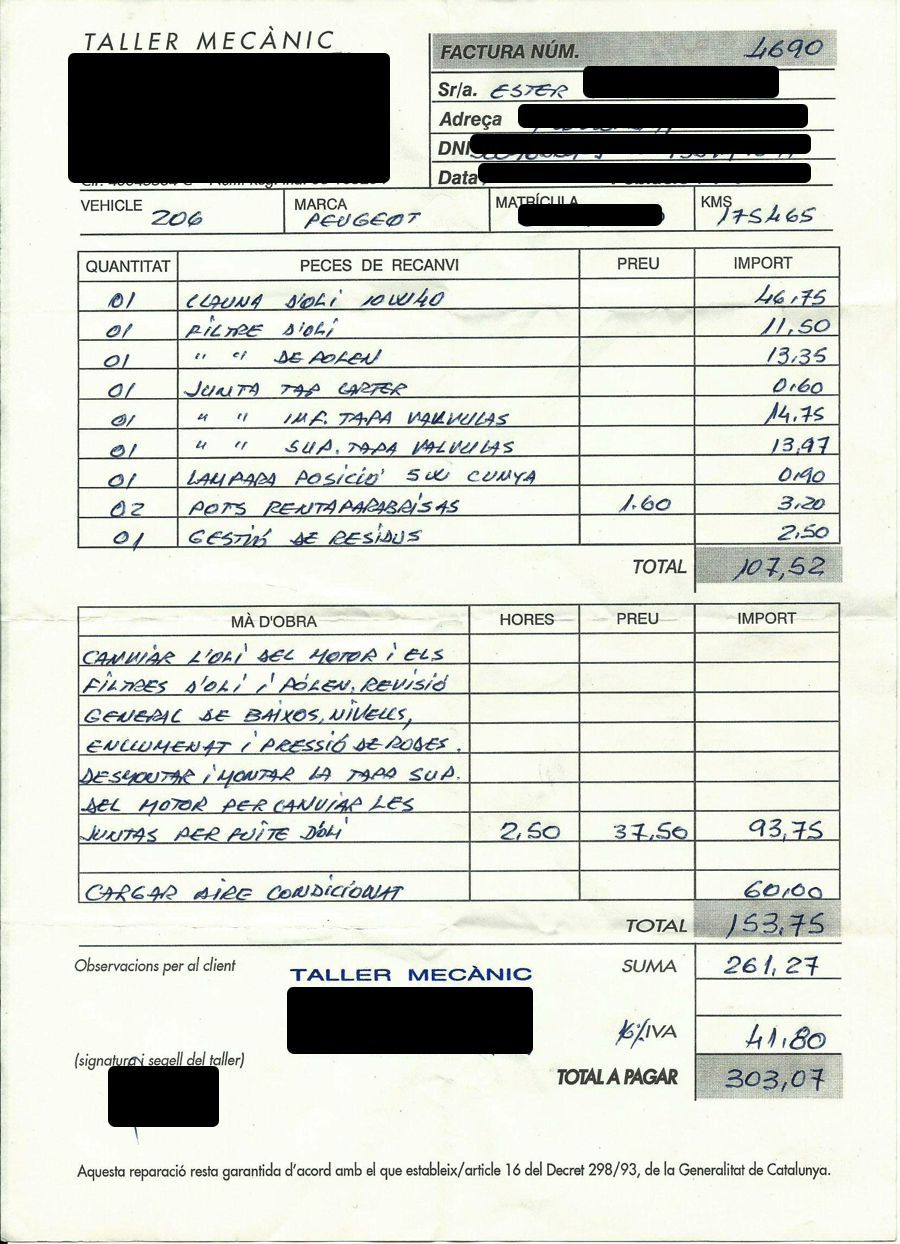 TALLER MECÀNIC
FACTURA NÚM. 4690
Sr/a. ESTER
Adreça
DNI
Data
VEHICLE 206 MARCA PEUGEOT MATRÍCULA KMS 175465
QUANTITAT PECES DE RECANVI PREU IMPORT
01 CLAUNA D'OLI 10W40 46,75
01 FILTRE D'OLI 11,50
01 " " DE POLEN 13,35
01 JUNTA TAP CARTER 0,60
01 " " INF. TAPA VALVULAS 14,75
01 " " SUP. TAPA VALVULAS 13,97
01 LAMPARA POSICIÓ 5W CUNYA 0,90
02 POTS RENTAPARABRISAS 1.60 3,20
01 GESTIÓ DE RESIDUS 2,50
TOTAL 107,52
MÀ D'OBRA HORES PREU IMPORT
CANVIAR L'OLI DEL MOTOR I ELS
FILTRES D'OLI I POLEN. REVISIÓ
GENERAL DE BAIXOS, NIVELLS,
ENLLUMENAT I PRESSIÓ DE RODES.
DESMONTAR I MONTAR LA TAPA SUP.
DEL MOTOR PER CANVIAR LES
JUNTAS PER FUITE D'OLI 2,50 37,50 93,75
CARGAR AIRE CONDICIONAT 60,00
TOTAL 153,75
Observacions per al client
TALLER MECÀNIC
SUMA 261,27
16% IVA 41,80
(signatura i segell del taller)
TOTAL A PAGAR 303,07
Aquesta reparació resta garantida d'acord amb el que estableix/article 16 del Decret 298/93, de la Generalitat de Catalunya.